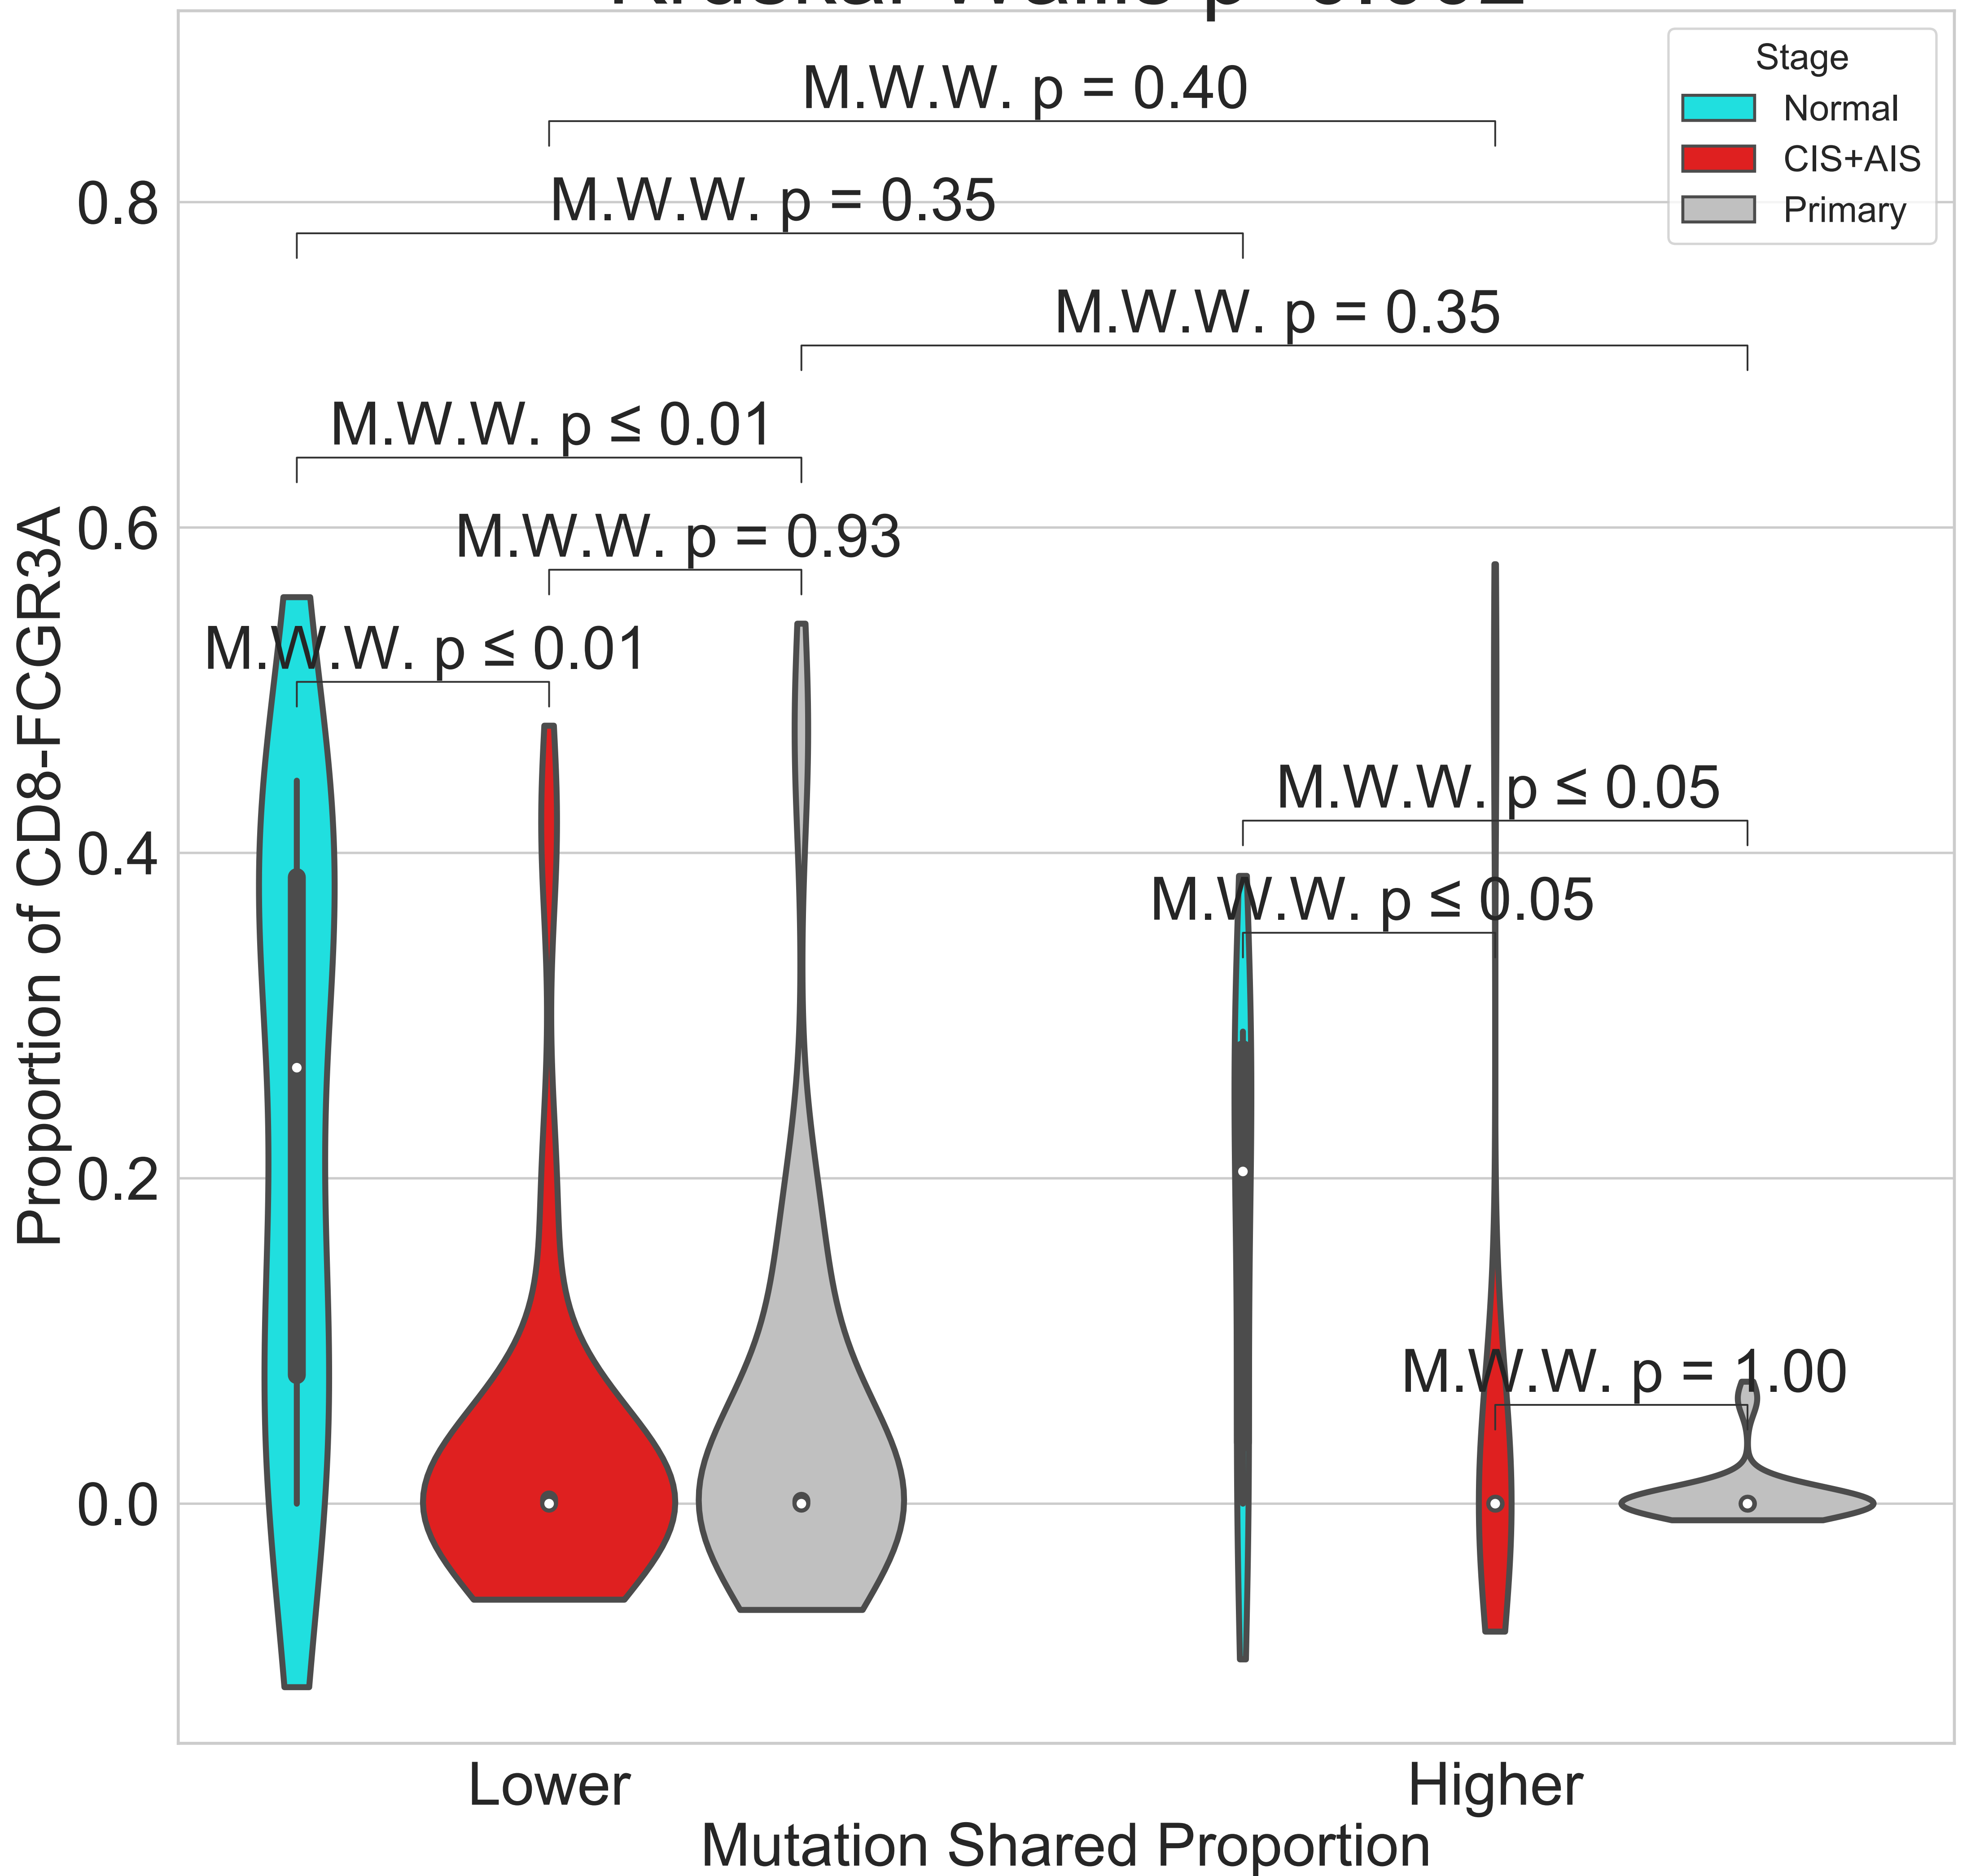 Stage
Normal
CIS+AIS
Primary
M.W.W. p = 0.40
M.W.W. p = 0.35
M.W.W. p = 0.35
M.W.W. p ≤ 0.01
M.W.W. p = 0.93
M.W.W. p ≤ 0.01
M.W.W. p ≤ 0.05
M.W.W. p ≤ 0.05
M.W.W. p = 1.00
Proportion of CD8-FCGR3A
0.8
0.6
0.4
0.2
0.0
Lower
Higher
Mutation Shared Proportion